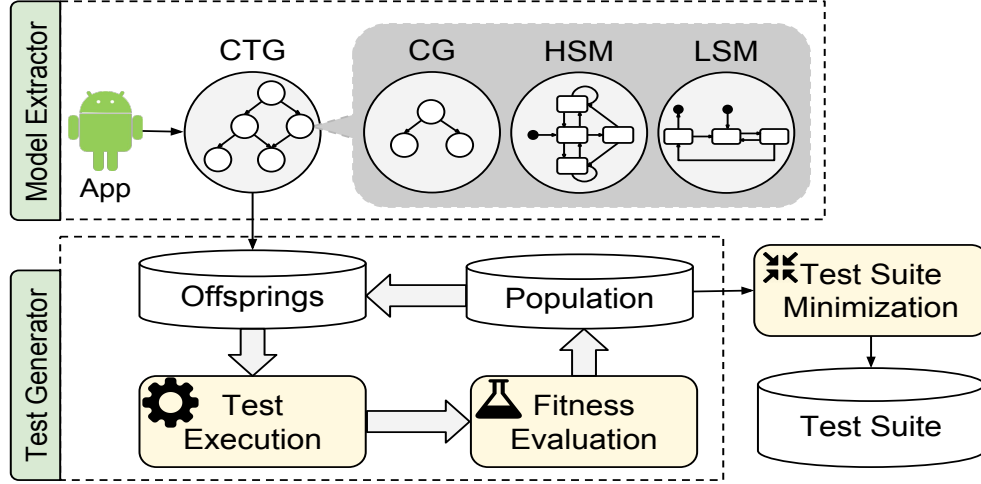 Model Extractor
CTG
CG
HSM
LSM
App
Test Generator
Offsprings
Population
Test Suite
Minimization
Test
Execution
Fitness
Evaluation
Test Suite